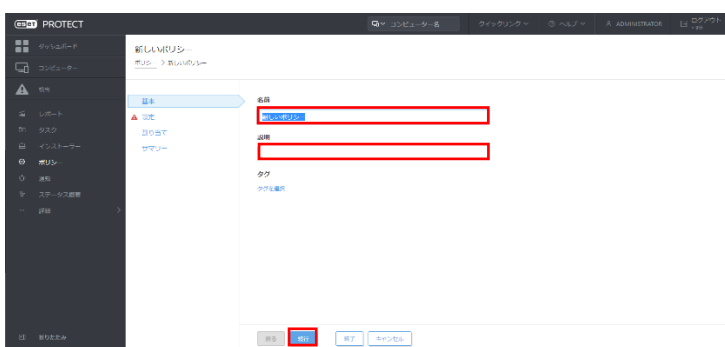 eset PROTECT
コンピューター名
クイックリンク
ヘルプ
ADMINISTRATOR
ログアウト
ダッシュボード
コンピューター
検出
レポート
タスク
インストーラー
ポリシー
通知
ステータス概要
詳細
折りたたみ
新しいポリシー
ポリシー > 新しいポリシー
基本
設定
割り当て
サマリー
名前
新しいポリシー
説明
タグ
タグを選択
戻る
続行
終了
キャンセル